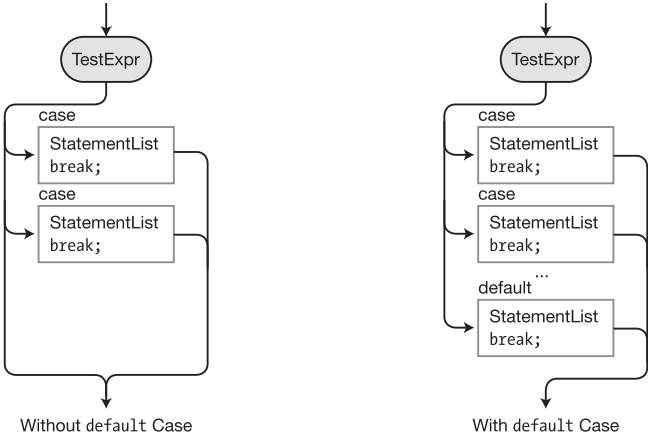 TestExpr
case
StatementList
break;
case
StatementList
break;
Without default Case
TestExpr
case
StatementList
break;
case
StatementList
break;
...
default
StatementList
break;
With default Case